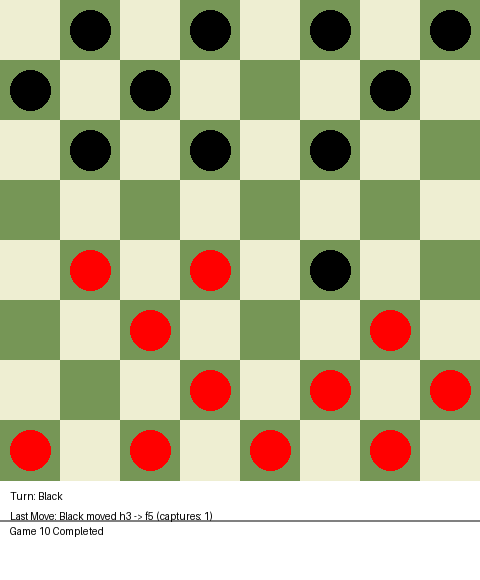 Turn: Black
Last Move: Black moved h3 -> f5 (captures: 1)
Game 10 Completed